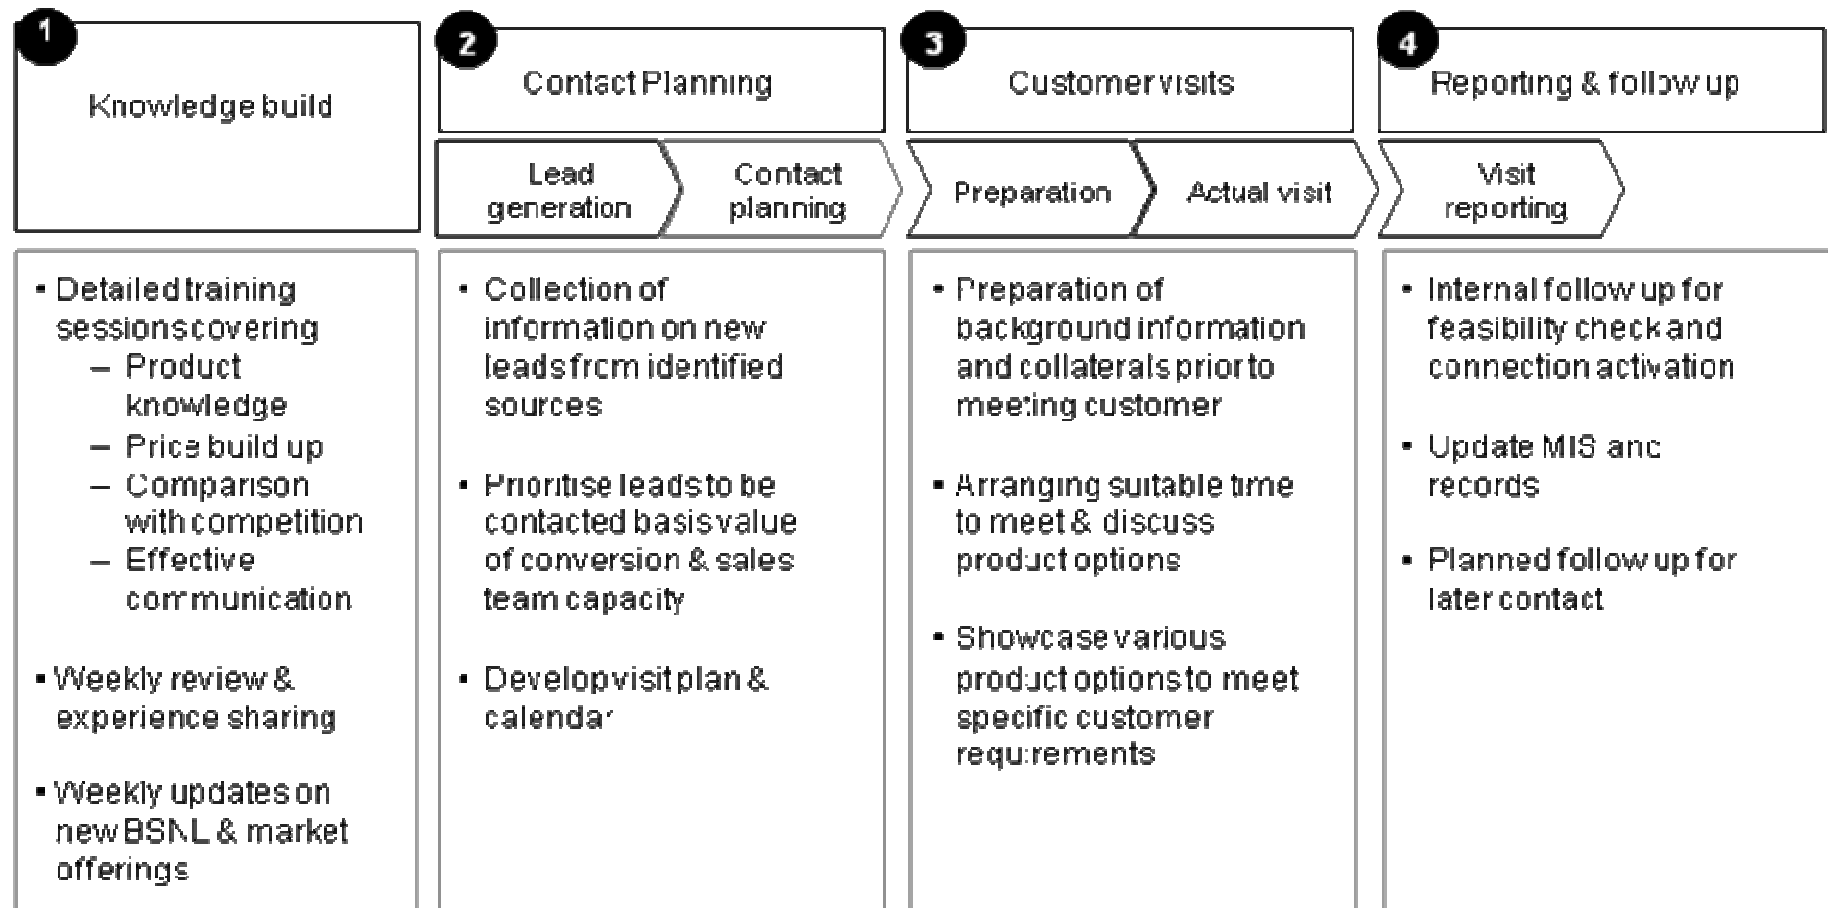 1
Knowledge build
2
Contact Planning
3
Customer visits
4
Reporting & follow up
Lead
generation
Contact
planning
Preparation
Actual visit
Visit
reporting
▪ Detailed training
sessions covering
– Product
knowledge
– Price build up
– Comparison
with competition
– Effective
communication
▪ Weekly review &
experience sharing
▪ Weekly updates on
new BSNL & market
offerings
▪ Collection of
information on new
leads from identified
sources
▪ Prioritise leads to be
contacted basis value
of conversion & sales
team capacity
▪ Develop visit plan &
calendar
▪ Preparation of
background information
and collaterals prior to
meeting customer
▪ Arranging suitable time
to meet & discuss
product options
▪ Showcase various
product options to meet
specific customer
requirements
▪ Internal follow up for
feasibility check and
connection activation
▪ Update MIS and
records
▪ Planned follow up for
later contact